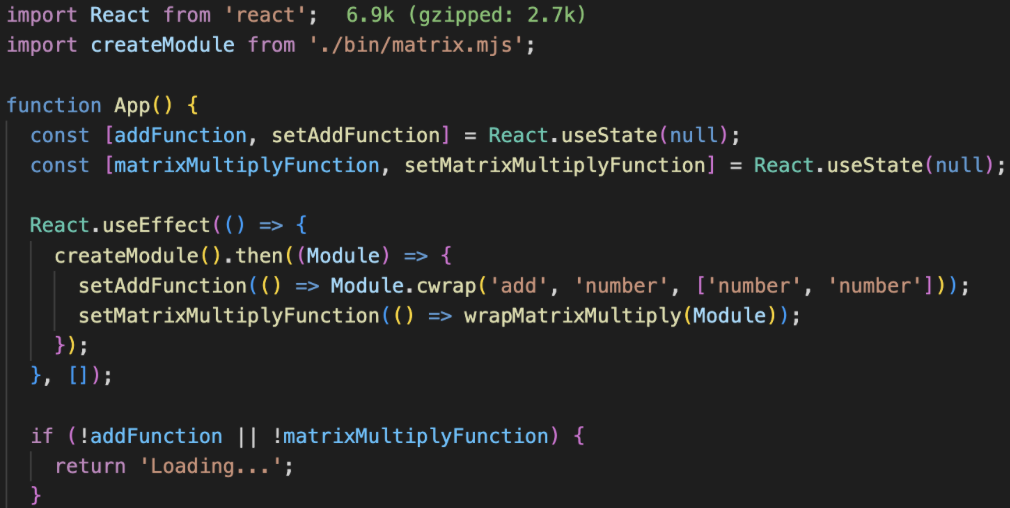 import React from 'react';  6.9k (gzipped: 2.7k)
import createModule from './bin/matrix.mjs';
function App() {
  const [addFunction, setAddFunction] = React.useState(null);
  const [matrixMultiplyFunction, setMatrixMultiplyFunction] = React.useState(null);
  React.useEffect(() => {
    createModule().then((Module) => {
      setAddFunction(() => Module.cwrap('add', 'number', ['number', 'number']));
      setMatrixMultiplyFunction(() => wrapMatrixMultiply(Module));
    });
  }, []);
  if (!addFunction || !matrixMultiplyFunction) {
    return 'Loading...';
  }